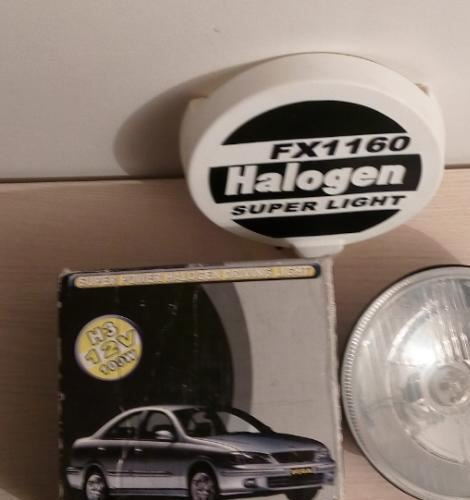 FX1160
Halogen
SUPER LIGHT
SUPER POWER HALOGEN DRIVING LIGHT
H3
12V
100W